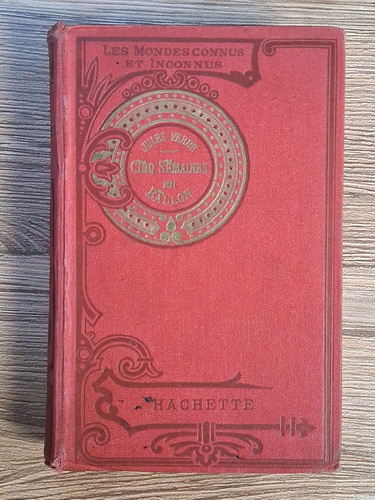 LES MONDES CONNUS
ET INCONNUS
JULES VERNE
CINQ SEMAINES
EN
BALLON
HACHETTE